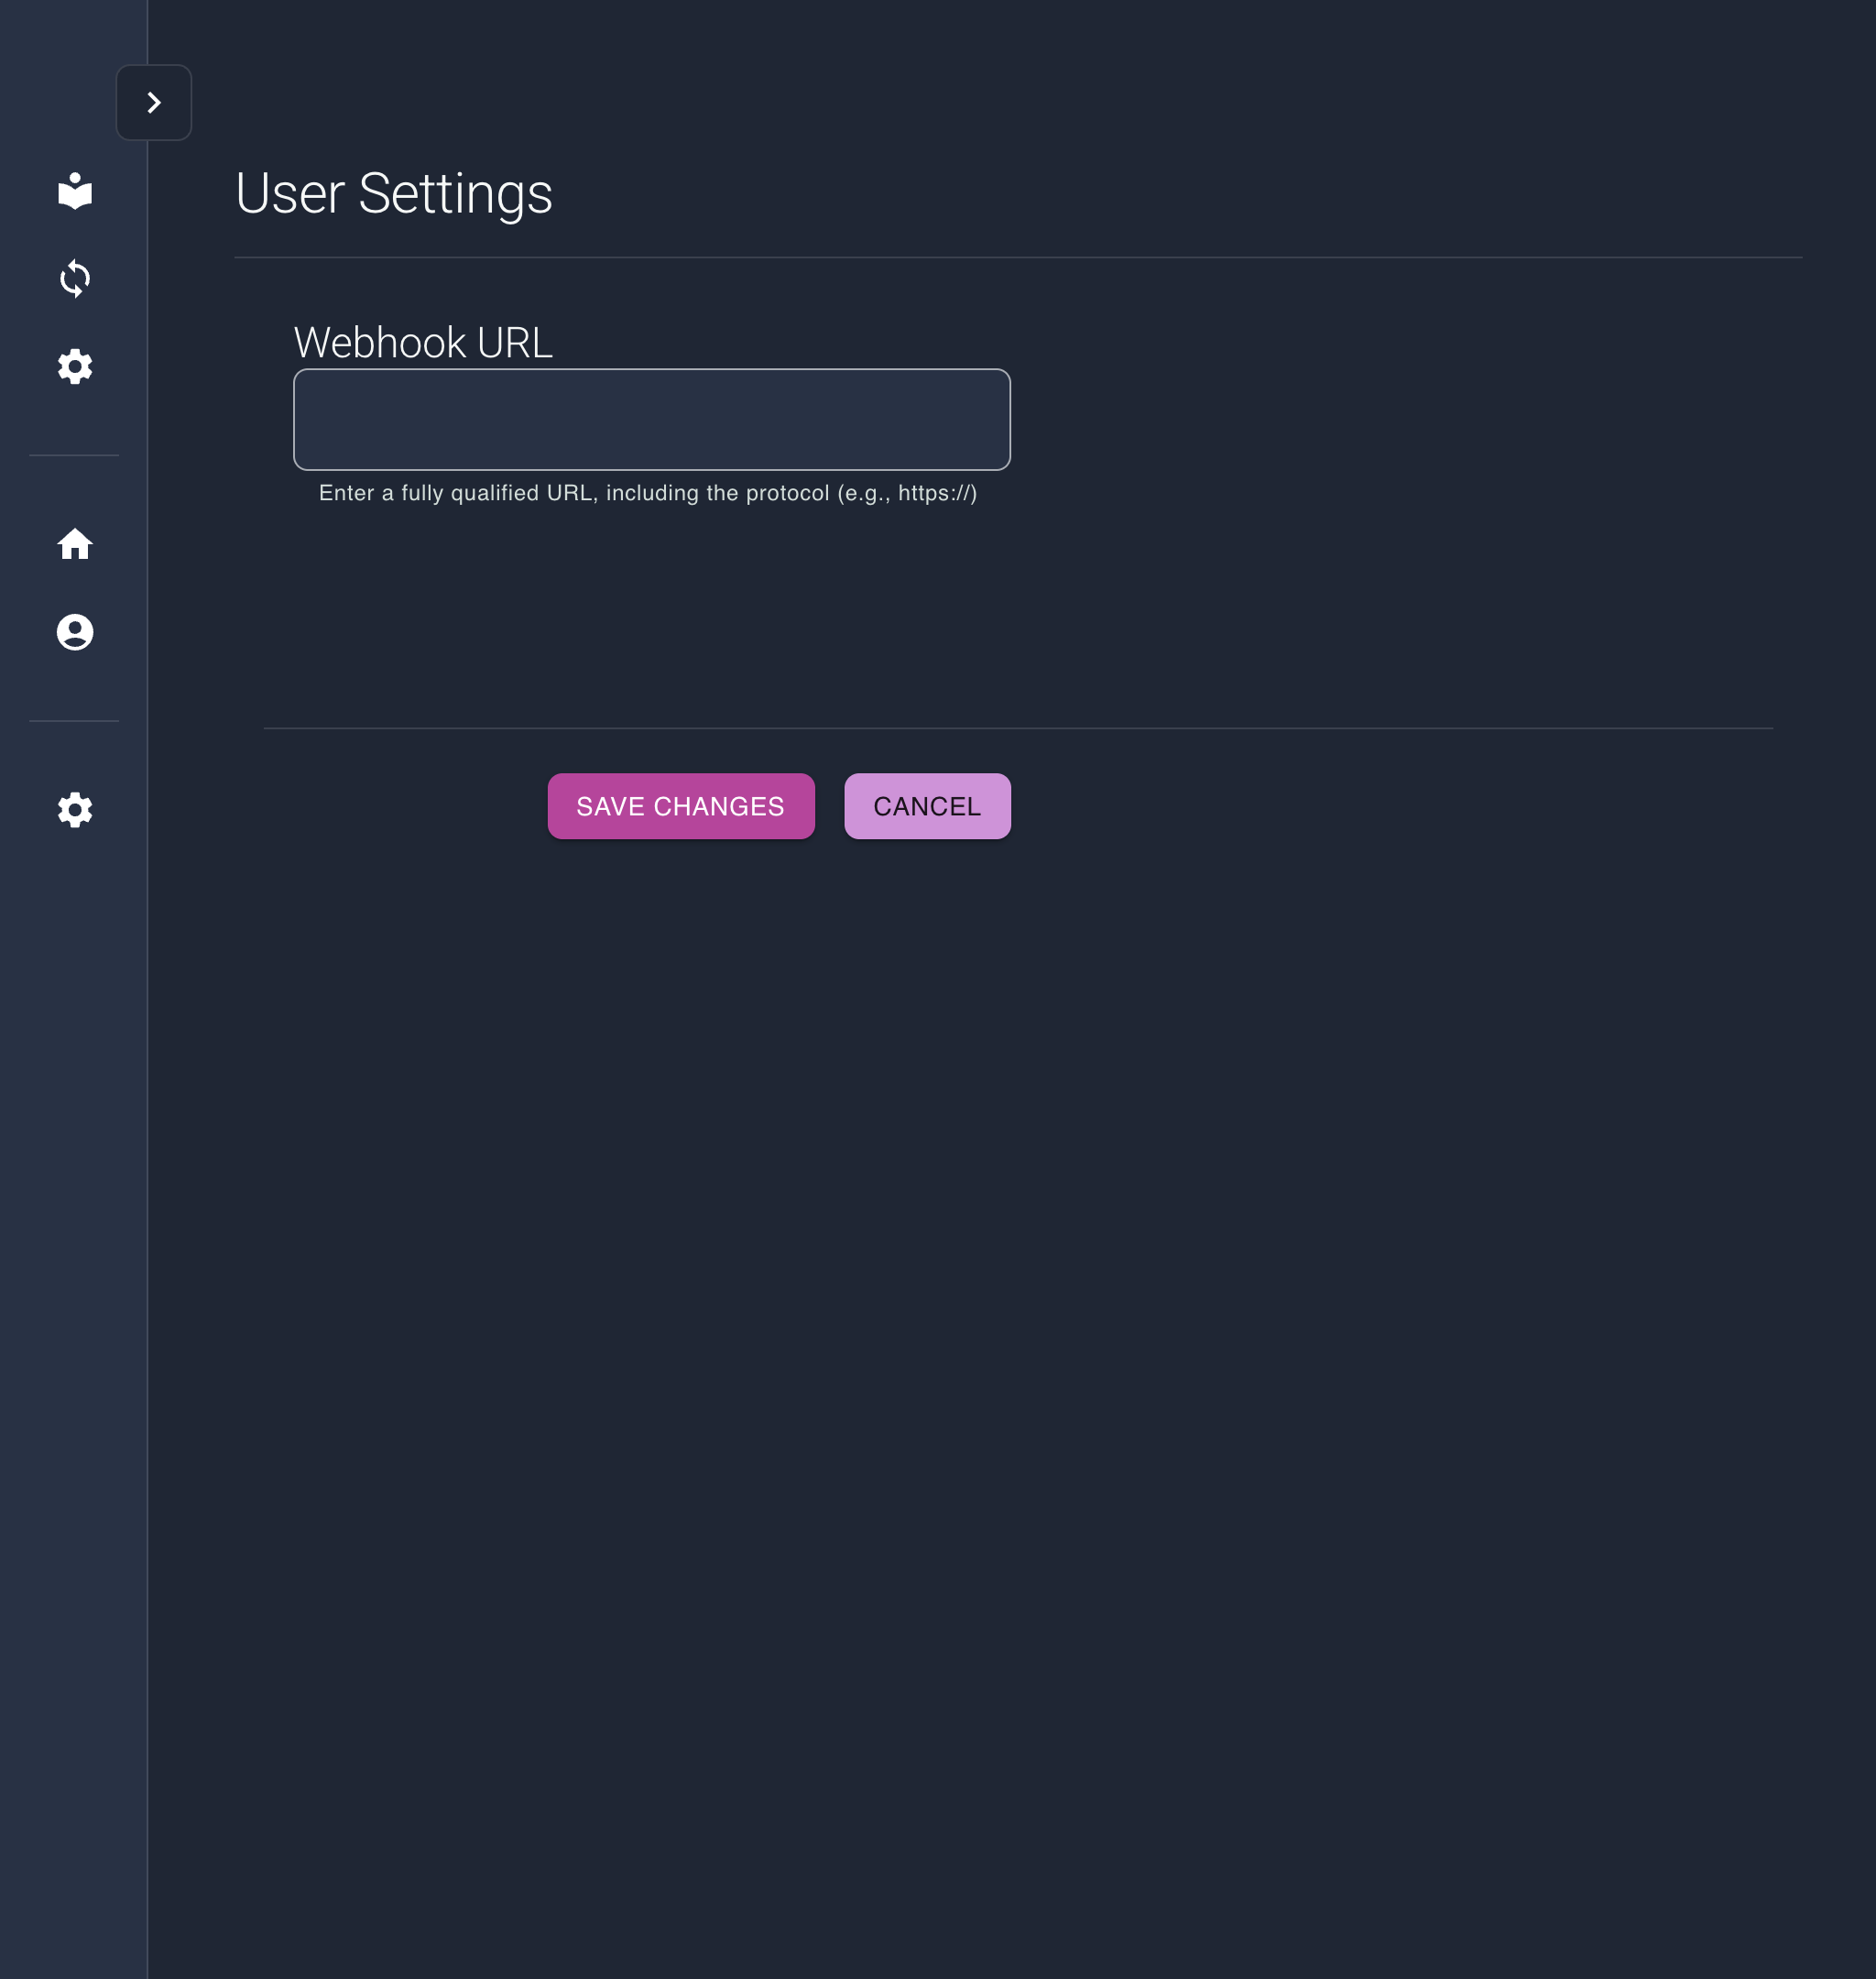 User Settings
Webhook URL
Enter a fully qualified URL, including the protocol (e.g., https://)
SAVE CHANGES
CANCEL